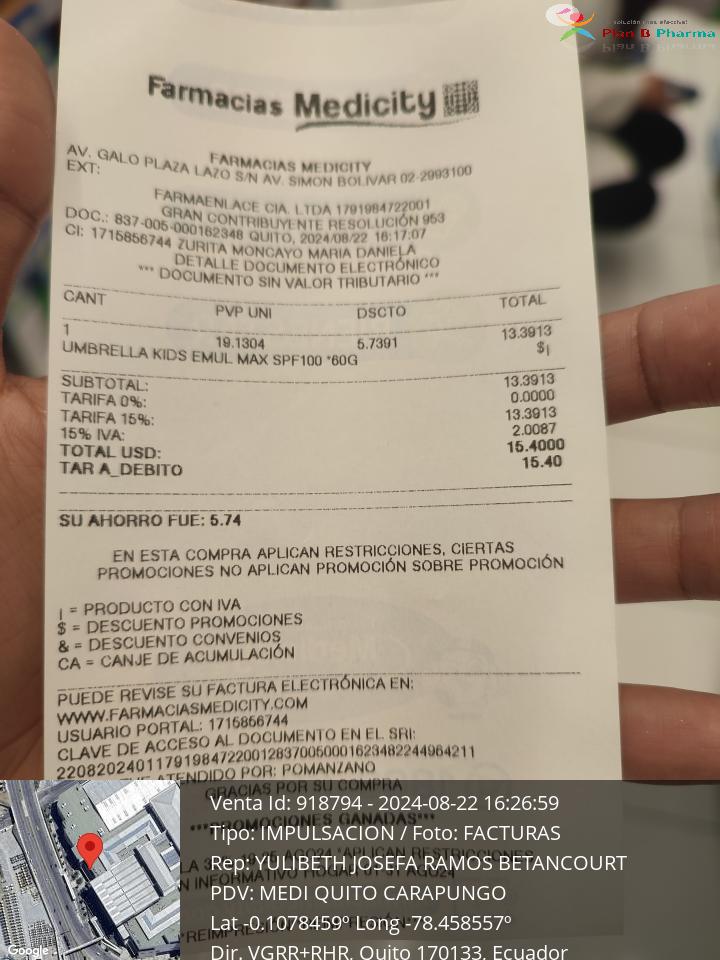 a solución más efectiva!
Plan B Pharma
Farmacias Medicity
FARMACIAS MEDICITY
AV. GALO PLAZA LAZO S/N AV. SIMON BOLIVAR 02-2993100
EXT:
FARMAENLACE CIA. LTDA 1791984722001
GRAN CONTRIBUYENTE RESOLUCIÓN 953
DOC.: 837-005-000162348 QUITO, 2024/08/22 16:17:07
CI: 1715856744 ZURITA MONCAYO MARIA DANIELA
DETALLE DOCUMENTO ELECTRÓNICO
*** DOCUMENTO SIN VALOR TRIBUTARIO ***
CANT PVP UNI DSCTO TOTAL
1 19.1304 5.7391 13.3913
UMBRELLA KIDS EMUL MAX SPF100 *60G $¡
SUBTOTAL: 13.3913
TARIFA 0%: 0.0000
TARIFA 15%: 13.3913
15% IVA: 2.0087
TOTAL USD: 15.4000
TAR A_DEBITO 15.40
SU AHORRO FUE: 5.74
EN ESTA COMPRA APLICAN RESTRICCIONES, CIERTAS
PROMOCIONES NO APLICAN PROMOCIÓN SOBRE PROMOCIÓN
¡ = PRODUCTO CON IVA
$ = DESCUENTO PROMOCIONES
& = DESCUENTO CONVENIOS
CA = CANJE DE ACUMULACIÓN
PUEDE REVISE SU FACTURA ELECTRÓNICA EN:
WWW.FARMACIASMEDICITY.COM
USUARIO PORTAL: 1715856744
CLAVE DE ACCESO AL DOCUMENTO EN EL SRI:
2208202401179198472200128370050001623482244964211
ATENDIDO POR: POMANZANO
GRACIAS POR SU COMPRA
***PROMOCIONES GANADAS***
Venta Id: 918794 - 2024-08-22 16:26:59
Tipo: IMPULSACION / Foto: FACTURAS
Rep: YULIBETH JOSEFA RAMOS BETANCOURT
PDV: MEDI QUITO CARAPUNGO
Lat -0.1078459º Long -78.458557º
Dir. VGRR+RHR, Quito 170133, Ecuador
Google